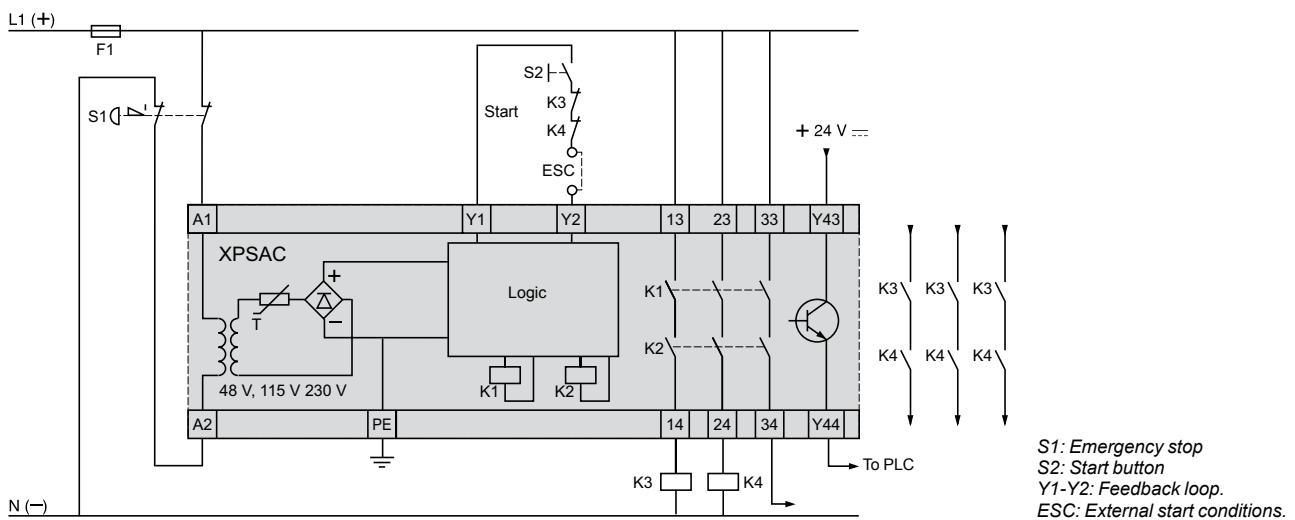 L1 (+)
F1
S2
K3
Start
S1
K4
+ 24 V
ESC
A1
Y1
Y2
13
23
33
Y43
XPSAC
+
Logic
K1
K3
K3
K3
T
−
K2
K4
K4
K4
48 V, 115 V 230 V
K1
K2
A2
PE
14
24
34
Y44
To PLC
K3
K4
N (−)
S1: Emergency stop
S2: Start button
Y1-Y2: Feedback loop.
ESC: External start conditions.